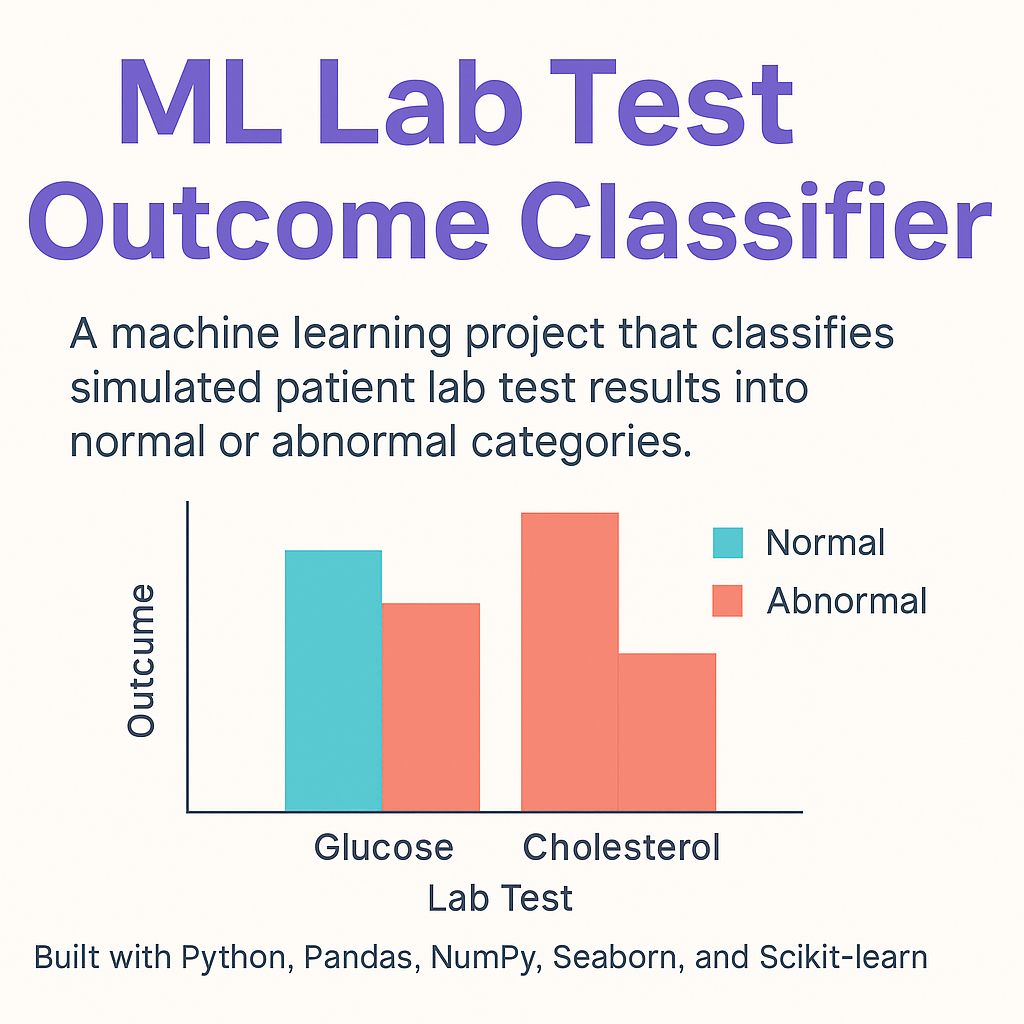 ML Lab Test
Outcome Classifier
A machine learning project that classifies
simulated patient lab test results into
normal or abnormal categories.
Normal
Abnormal
Outcume
Glucose
Cholesterol
Lab Test
Built with Python, Pandas, NumPy, Seaborn, and Scikit-learn